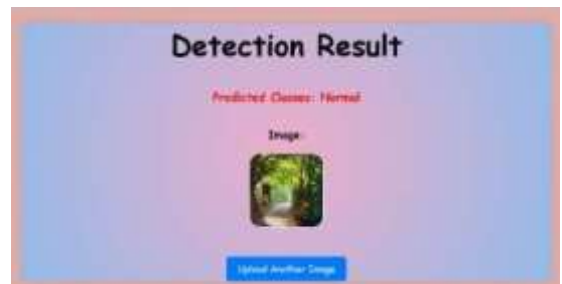 Detection Result
Predicted Classes: Normal
Image:
Upload Another Image